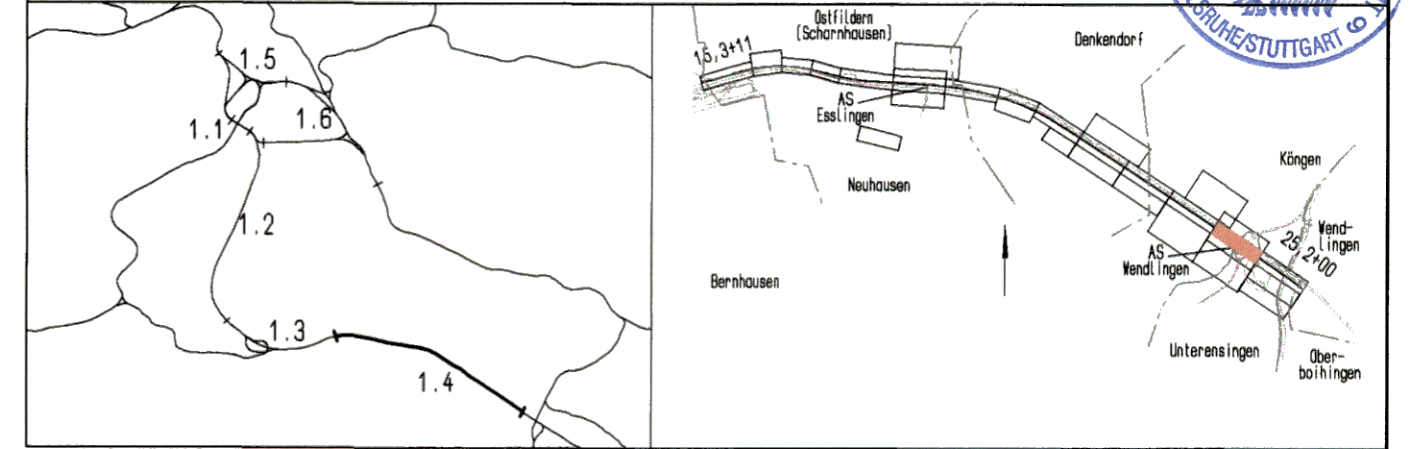 1.5
1.1
1.6
1.2
1.3
1.4
15,3+11
Ostfildern
(Scharnhausen)
Denkendorf
AS
Esslingen
Neuhausen
Bernhausen
Köngen
Wend-
lingen
25,2+00
AS
Wendlingen
Unterensingen
Ober-
boihingen
LSRUHE/STUTTGART